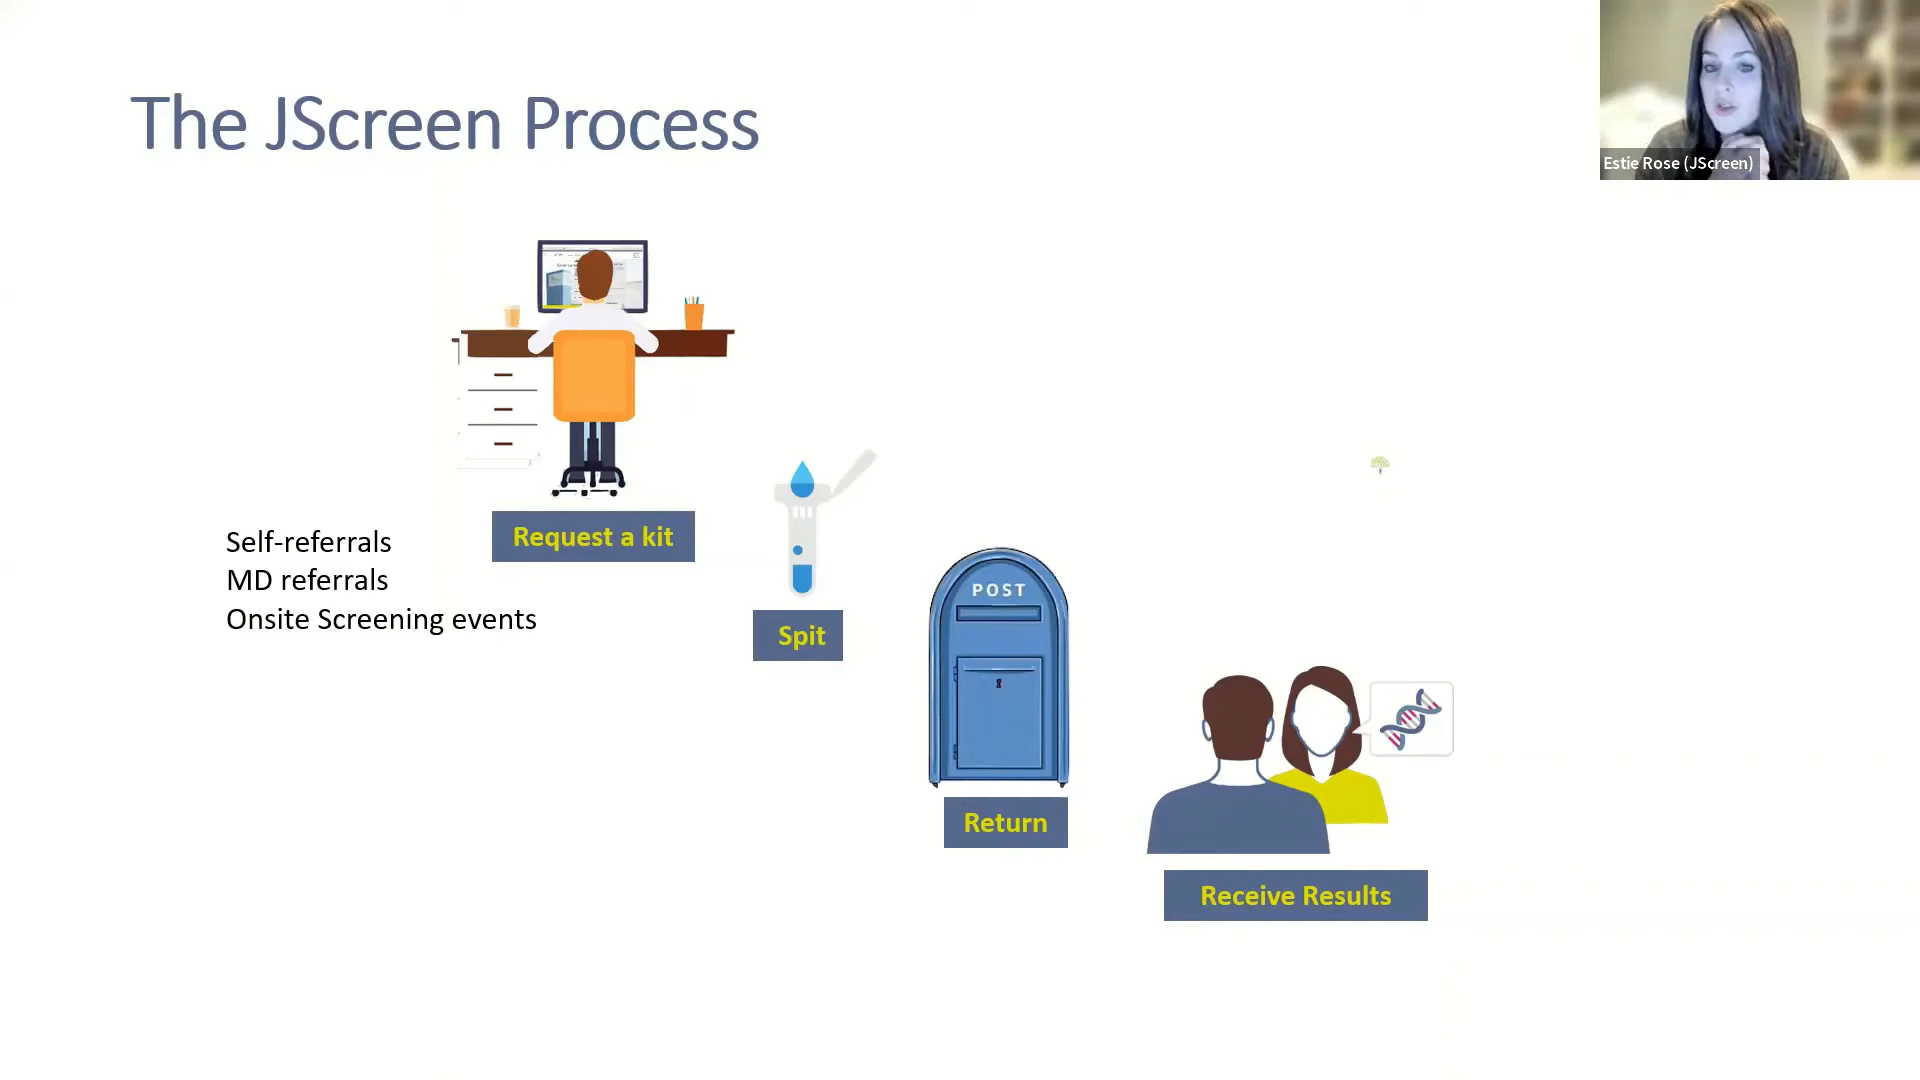 The JScreen Process
Estie Rose (JScreen)
Request a kit
Self-referrals
MD referrals
Onsite Screening events
Spit
POST
Return
Receive Results